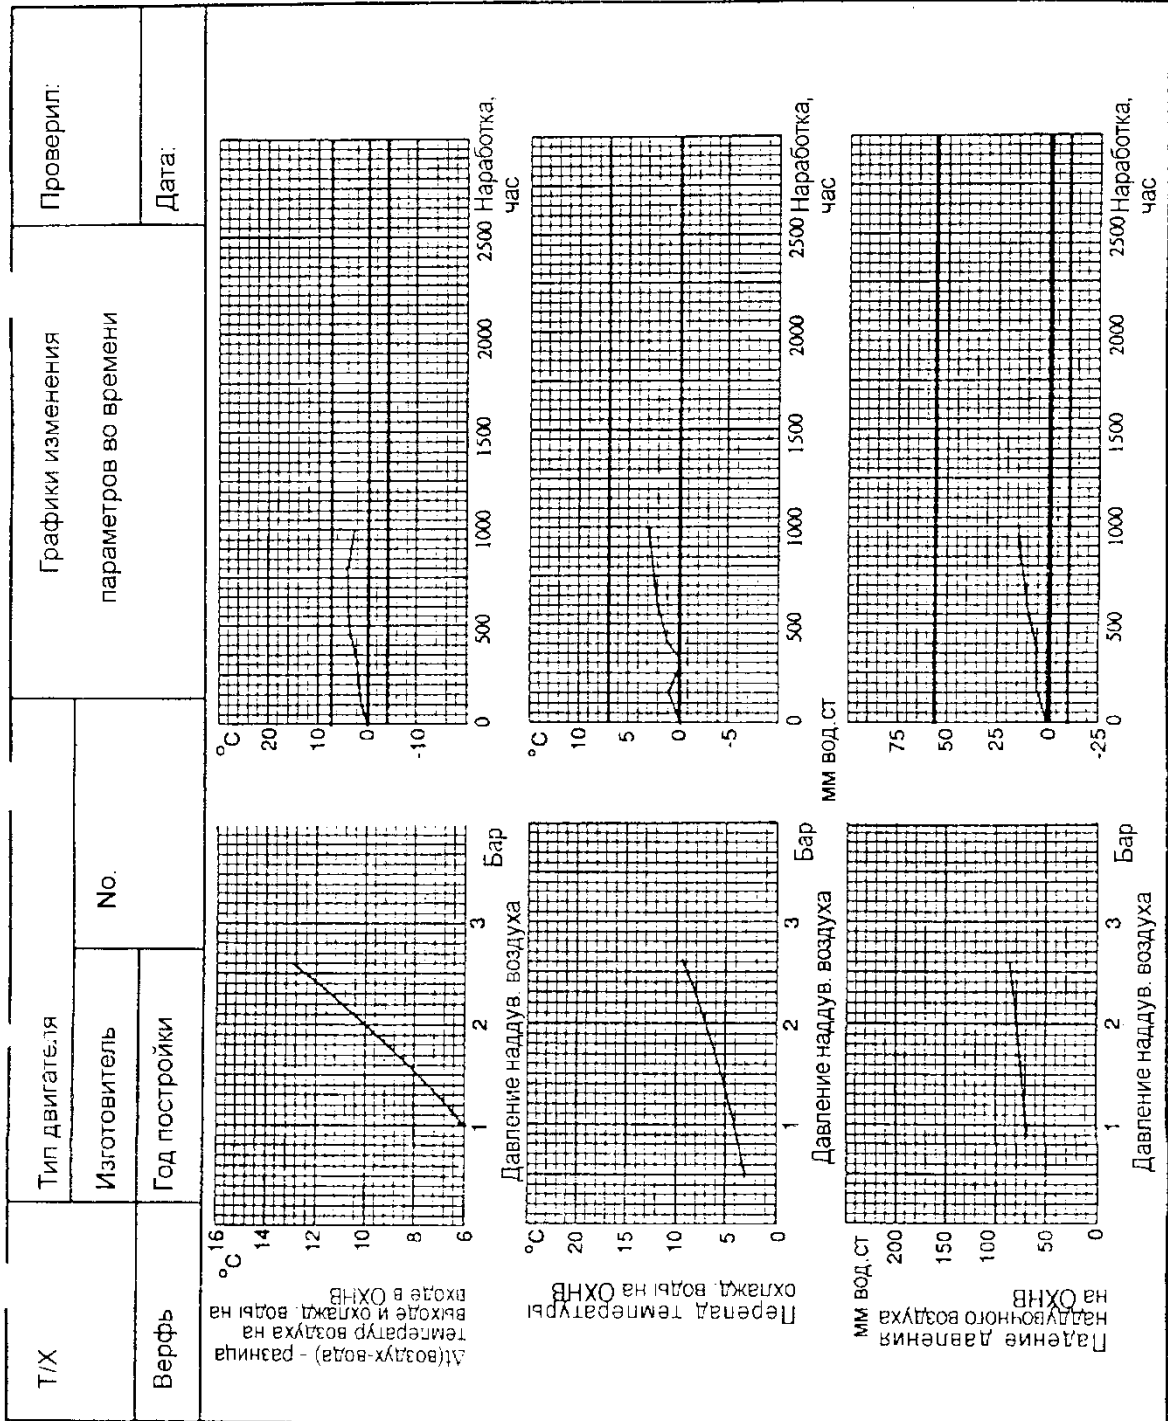 Т/Х
Тип двигателя
Графики изменения
параметров во времени
Проверил:
Изготовитель
No.
Верфь
Год постройки
Дата:
Δt(воздух-вода) - разница
температур воздуха на
выходе и охлажд. воды на
входе в ОХНВ
°C
16
14
12
10
8
6
1
2
3
Бар
Давление наддув. воздуха
°C
20
10
0
-10
0
500
1000
1500
2000
2500
Наработка,
час
Перепад температуры
охлажд. воды на ОХНВ
°C
20
15
10
5
0
1
2
3
Бар
Давление наддув. воздуха
°C
10
5
0
-5
0
500
1000
1500
2000
2500
Наработка,
час
Падение давления
наддувочного воздуха
на ОХНВ
мм вод.ст
200
150
100
50
0
1
2
3
Бар
Давление наддув. воздуха
мм вод.ст
75
50
25
0
-25
0
500
1000
1500
2000
2500
Наработка,
час